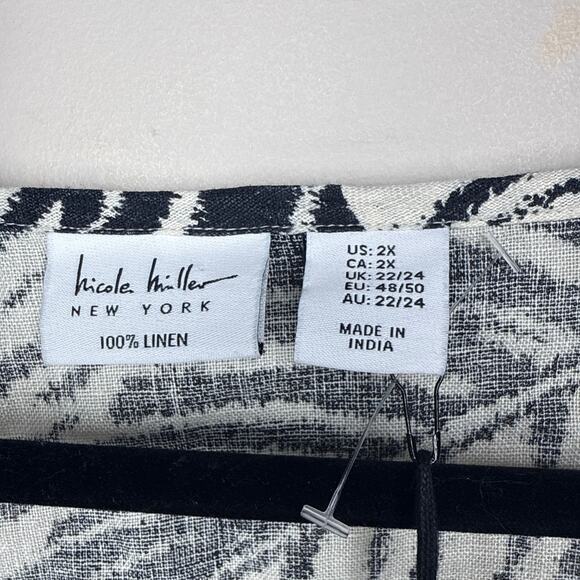 Nicole Miller
NEW YORK
100% LINEN
US: 2X
CA: 2X
UK: 22/24
EU: 48/50
AU: 22/24
MADE IN
INDIA